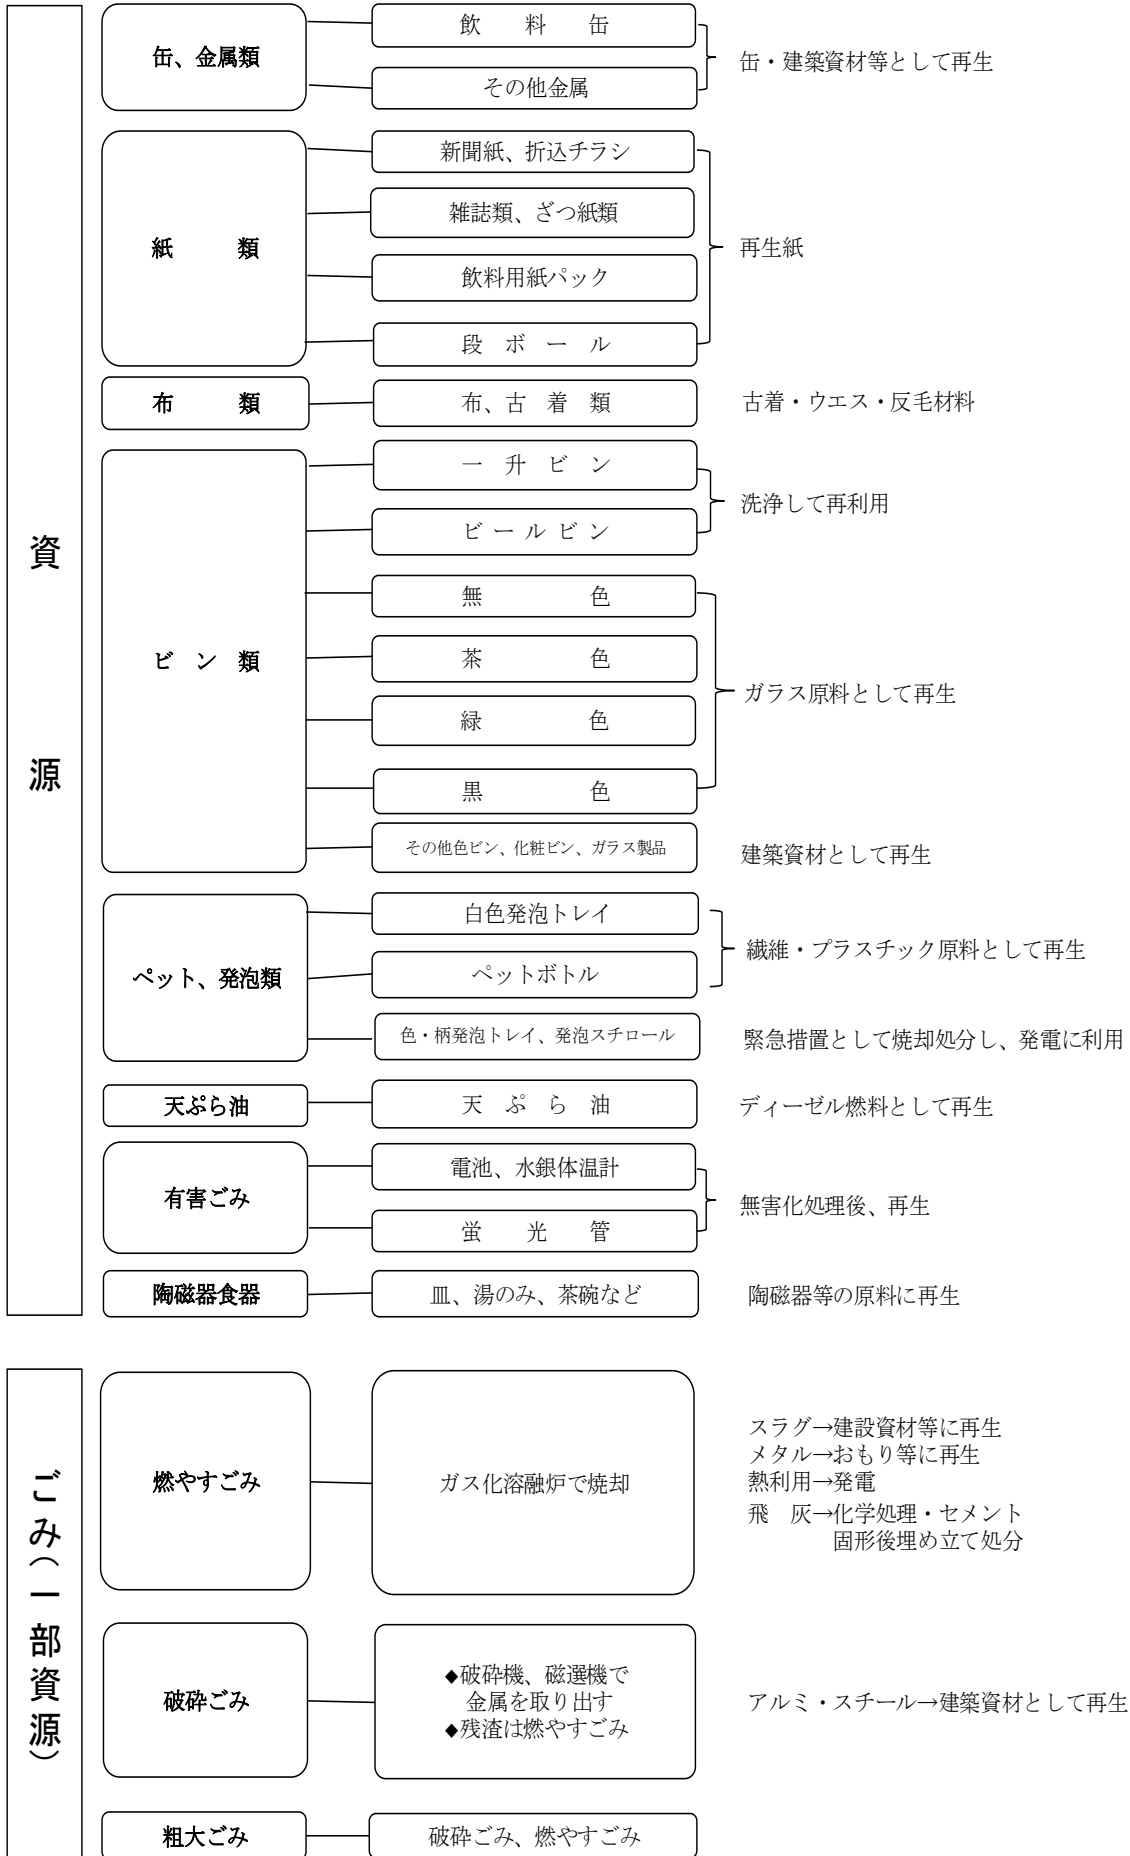 資源
缶、金属類
飲 料 缶
その他金属
缶・建築資材等として再生
紙 類
新聞紙、折込チラシ
雑誌類、ざつ紙類
飲料用紙パック
段 ボ ー ル
再生紙
布 類
布、古 着 類
古着・ウエス・反毛材料
ビ ン 類
一 升 ビ ン
ビ ー ル ビ ン
洗浄して再利用
無 色
茶 色
緑 色
黒 色
ガラス原料として再生
その他色ビン、化粧ビン、ガラス製品
建築資材として再生
ペット、発泡類
白色発泡トレイ
ペットボトル
繊維・プラスチック原料として再生
色・柄発泡トレイ、発泡スチロール
緊急措置として焼却処分し、発電に利用
天ぷら油
天 ぷ ら 油
ディーゼル燃料として再生
有害ごみ
電池、水銀体温計
蛍 光 管
無害化処理後、再生
陶磁器食器
皿、湯のみ、茶碗など
陶磁器等の原料に再生
ごみ(一部資源)
燃やすごみ
ガス化溶融炉で焼却
スラグ→建設資材等に再生
メタル→おもり等に再生
熱利用→発電
飛 灰→化学処理・セメント
固形後埋め立て処分
破砕ごみ
◆破砕機、磁選機で
金属を取り出す
◆残渣は燃やすごみ
アルミ・スチール→建築資材として再生
粗大ごみ
破砕ごみ、燃やすごみ